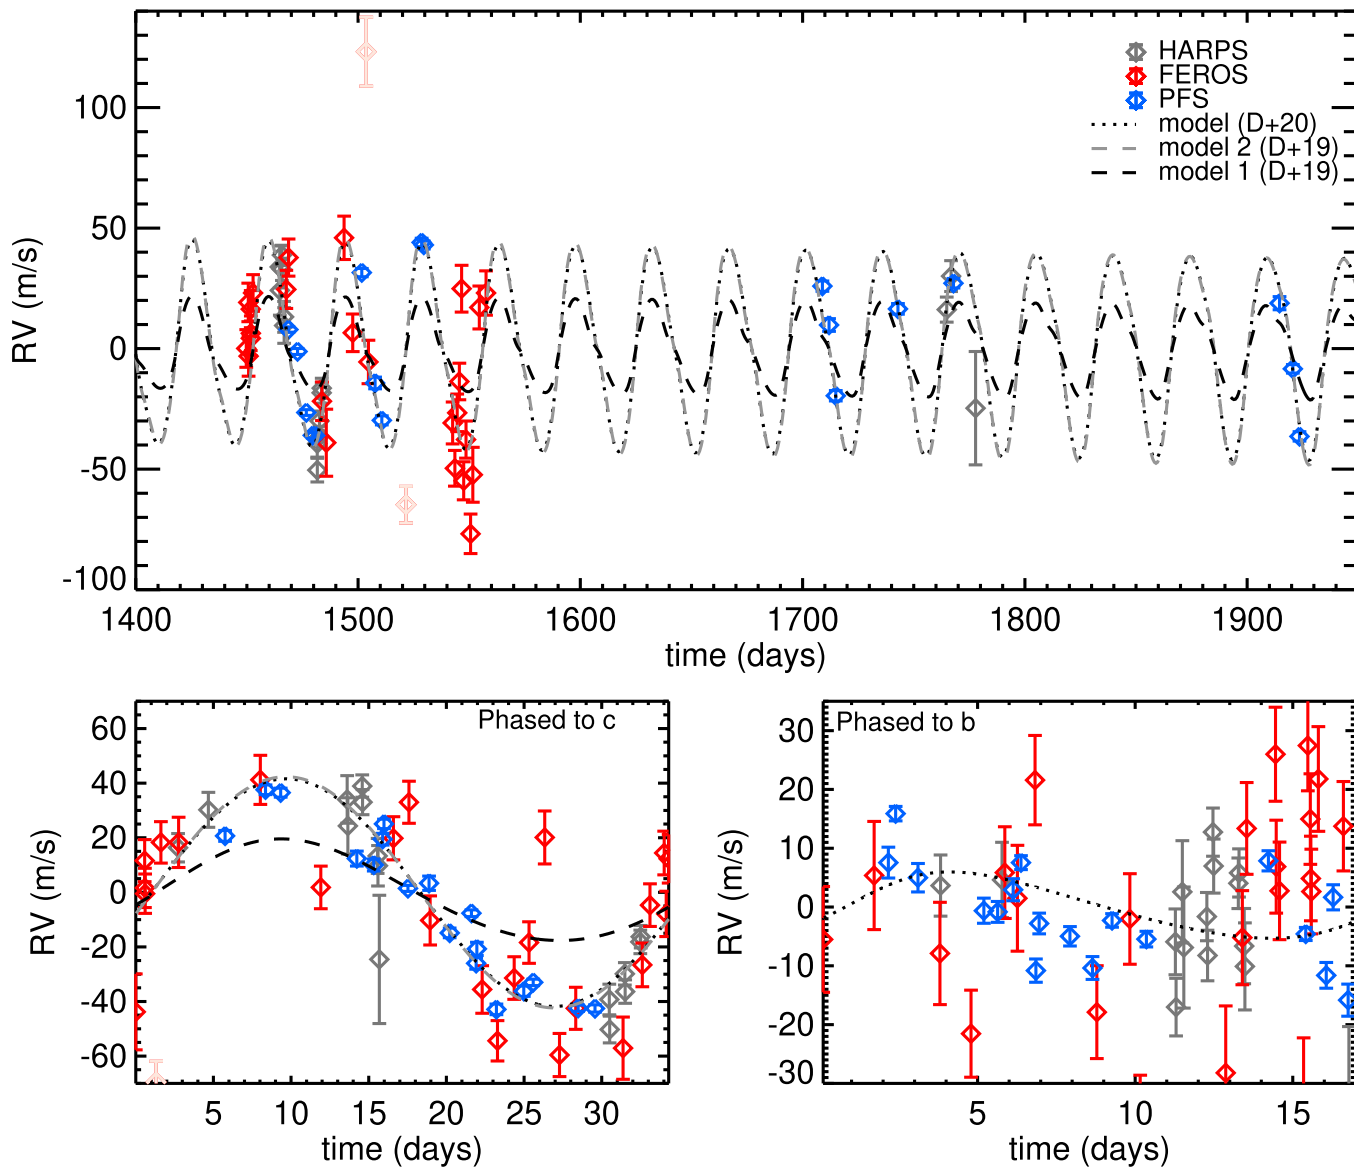 HARPS
FEROS
PFS
model (D+20)
model 2 (D+19)
model 1 (D+19)
RV (m/s)
100
50
0
-50
-100
1400 1500 1600 1700 1800 1900
time (days)
Phased to c
RV (m/s)
60
40
20
0
-20
-40
-60
5 10 15 20 25 30
time (days)
Phased to b
RV (m/s)
30
20
10
0
-10
-20
-30
5 10 15
time (days)